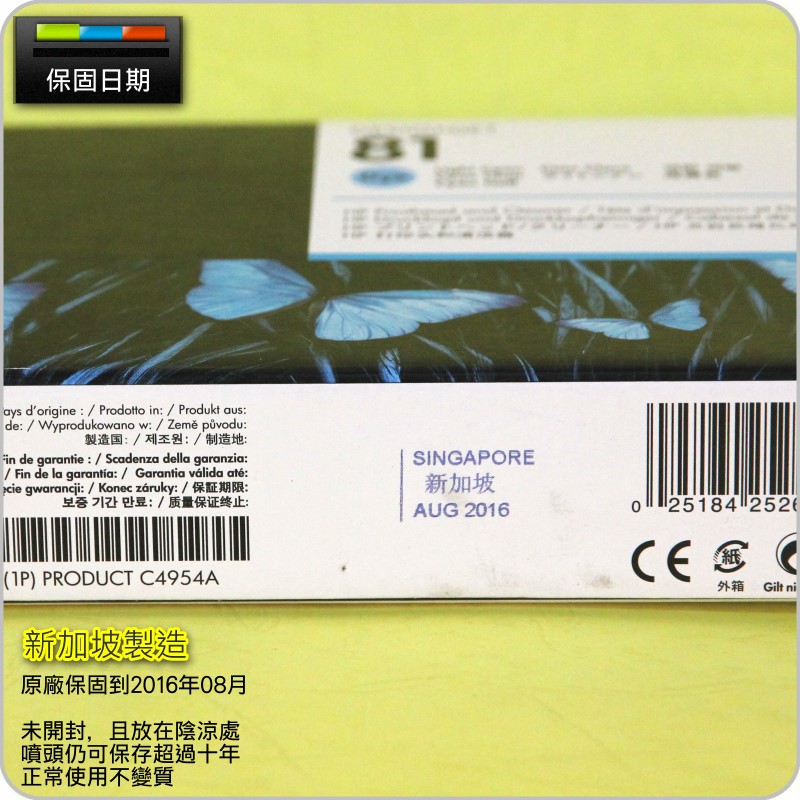 保固日期
81
ays d'origine : / Prodotto in: / Produkt aus:
de: / Wyprodukowano w: / Země původu:
製造国: / 제조원: / 制造地:
Fin de garantie : / Scadenza della garanzia:
/ Fin de la garantía: / Garantia válida até:
ęcie gwarancji: / Konec záruky: / 保証期限:
보증 기간 만료: / 质量保证终止:
(1P) PRODUCT C4954A
SINGAPORE
新加坡
AUG 2016
0 25184 2526
CE
紙
外箱
Gilt ni
新加坡製造
原廠保固到2016年08月
未開封，且放在陰涼處
噴頭仍可保存超過十年
正常使用不變質